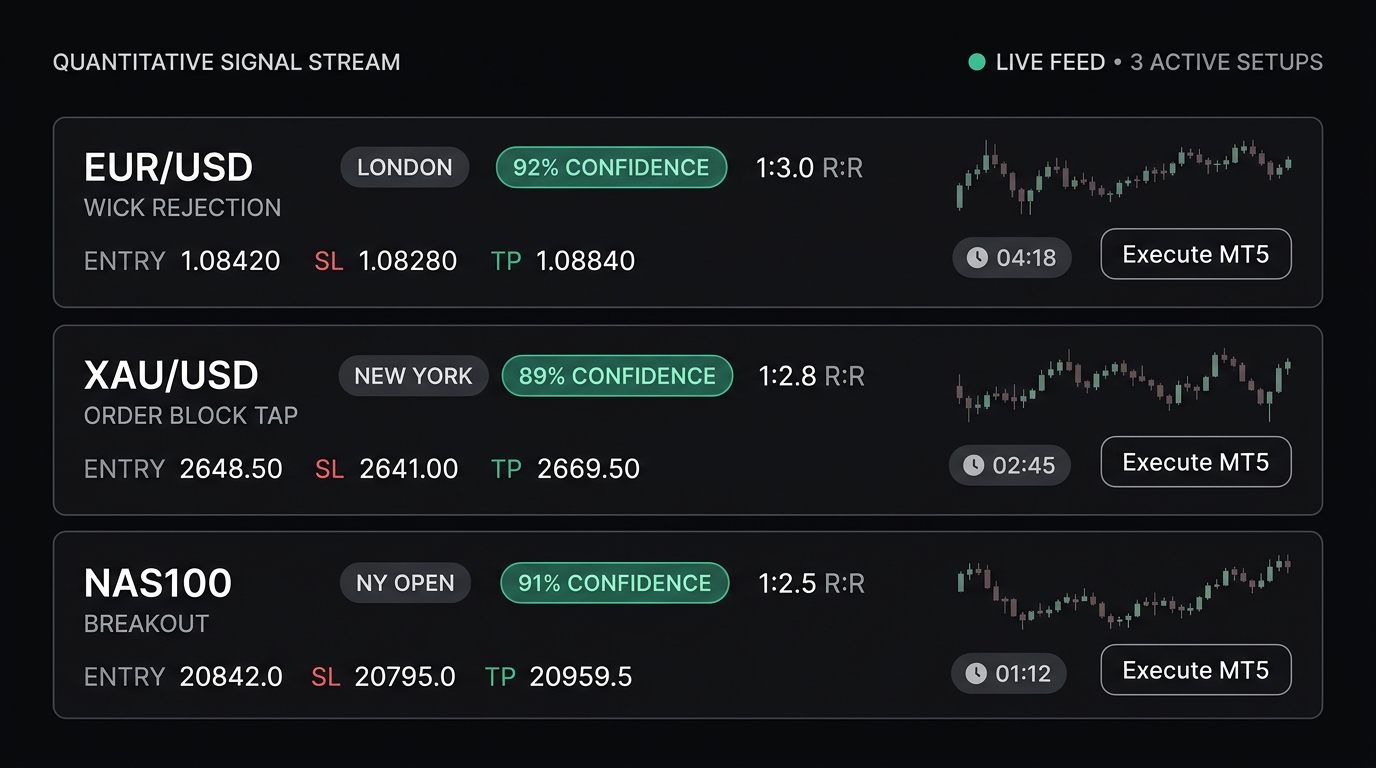 QUANTITATIVE SIGNAL STREAM
LIVE FEED • 3 ACTIVE SETUPS
EUR/USD LONDON 92% CONFIDENCE 1:3.0 R:R
WICK REJECTION
ENTRY 1.08420 SL 1.08280 TP 1.08840
04:18 Execute MT5
XAU/USD NEW YORK 89% CONFIDENCE 1:2.8 R:R
ORDER BLOCK TAP
ENTRY 2648.50 SL 2641.00 TP 2669.50
02:45 Execute MT5
NAS100 NY OPEN 91% CONFIDENCE 1:2.5 R:R
BREAKOUT
ENTRY 20842.0 SL 20795.0 TP 20959.5
01:12 Execute MT5